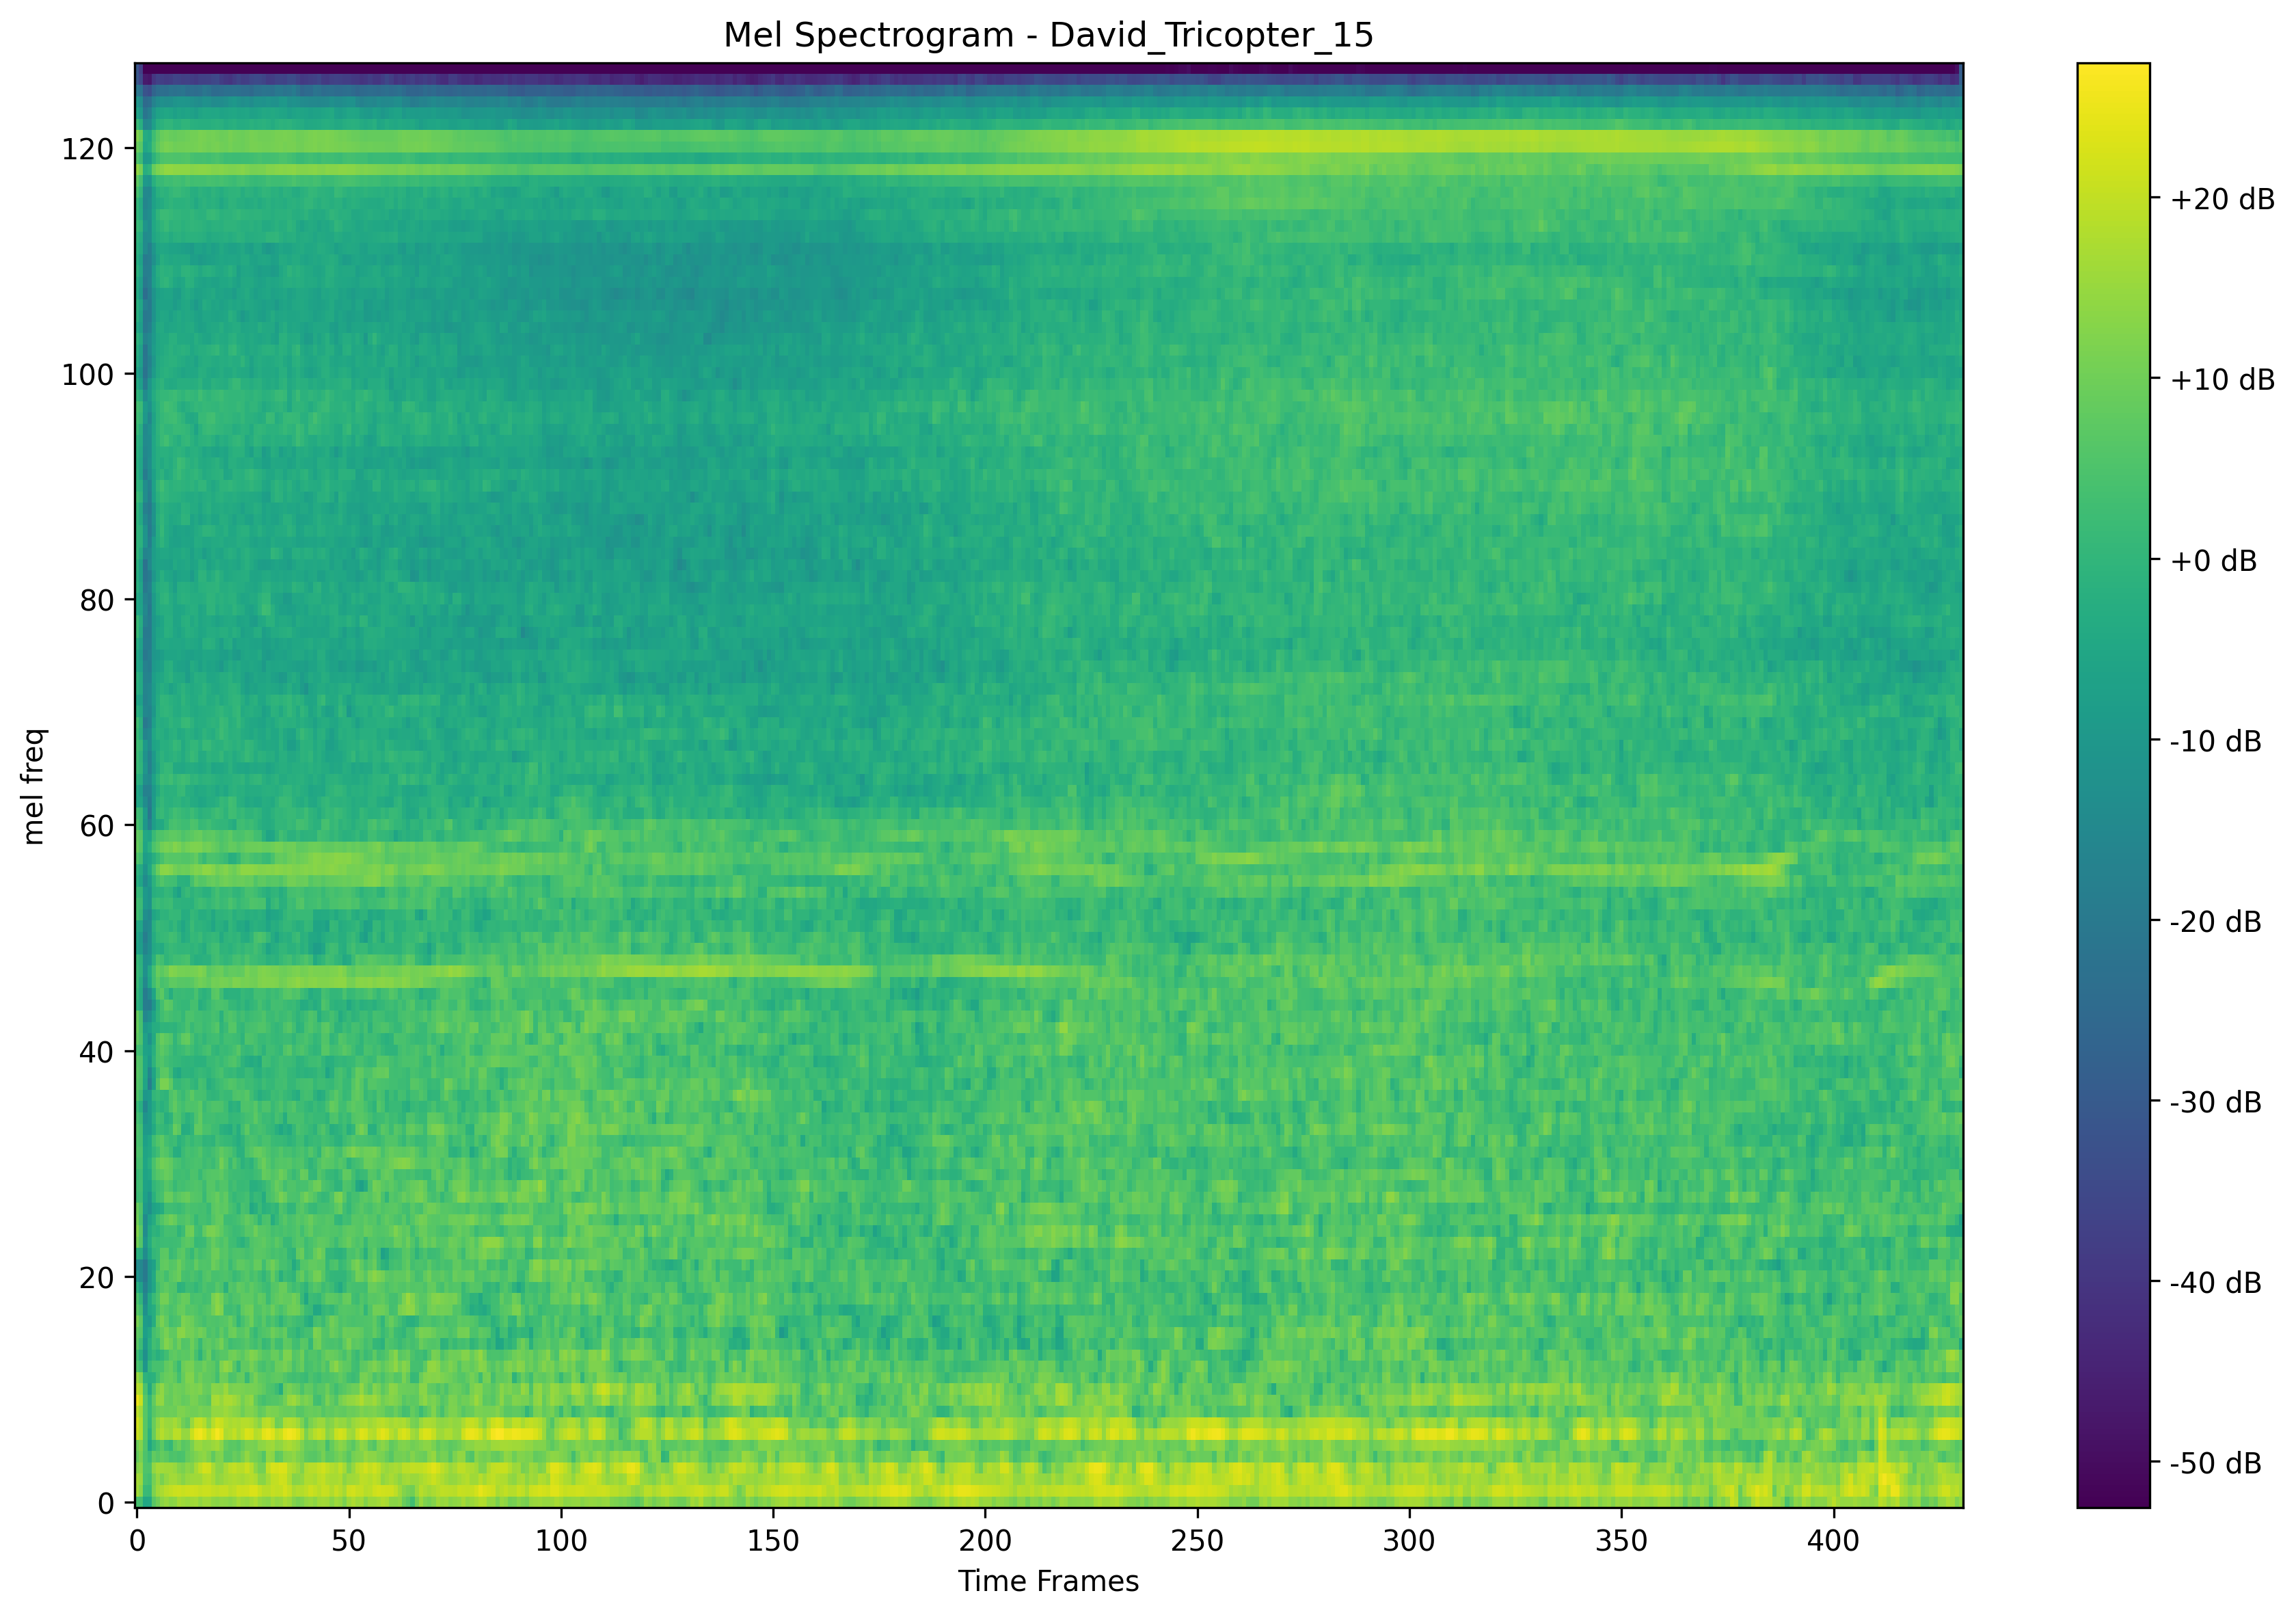 Mel Spectrogram - David_Tricopter_15
mel freq
120
100
80
60
40
20
0
0 50 100 150 200 250 300 350 400
Time Frames
+20 dB
+10 dB
+0 dB
-10 dB
-20 dB
-30 dB
-40 dB
-50 dB